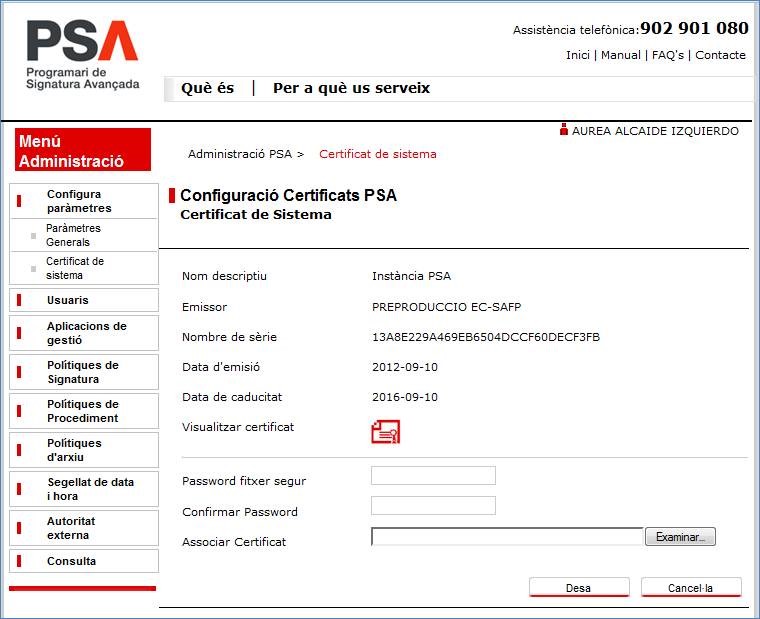 PSA
Programari de
Signatura Avançada
Assistència telefònica:902 901 080
Inici | Manual | FAQ's | Contacte
Què és | Per a què us serveix
AUREA ALCAIDE IZQUIERDO
Menú
Administració
Administració PSA > Certificat de sistema
Configura
paràmetres
Paràmetres
Generals
Certificat de
sistema
Usuaris
Aplicacions de
gestió
Polítiques de
Signatura
Polítiques de
Procediment
Polítiques
d'arxiu
Segellat de data
i hora
Autoritat
externa
Consulta
Configuració Certificats PSA
Certificat de Sistema
Nom descriptiu Instància PSA
Emissor PREPRODUCCIO EC-SAFP
Nombre de sèrie 13A8E229A469EB6504DCCF60DECF3FB
Data d'emisió 2012-09-10
Data de caducitat 2016-09-10
Visualitzar certificat
Password fitxer segur
Confirmar Password
Associar Certificat Examinar...
Desa Cancel·la